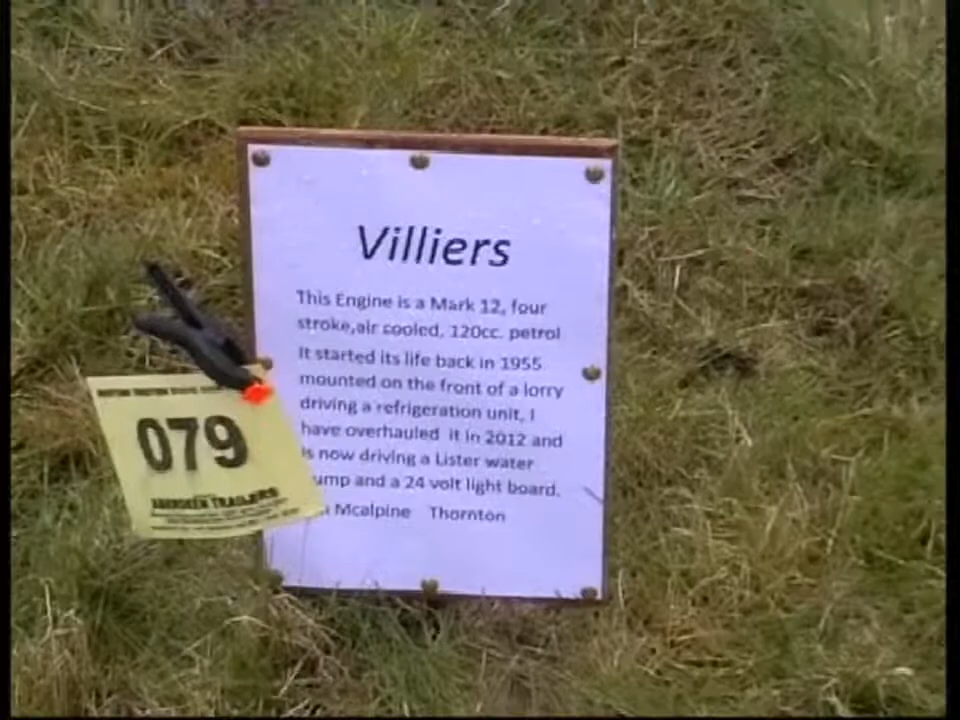 Villiers
This Engine is a Mark 12, four
stroke,air cooled, 120cc. petrol
It started its life back in 1955
mounted on the front of a lorry
driving a refrigeration unit, I
have overhauled it in 2012 and
is now driving a Lister water
ump and a 24 volt light board.
Mcalpine Thornton
079